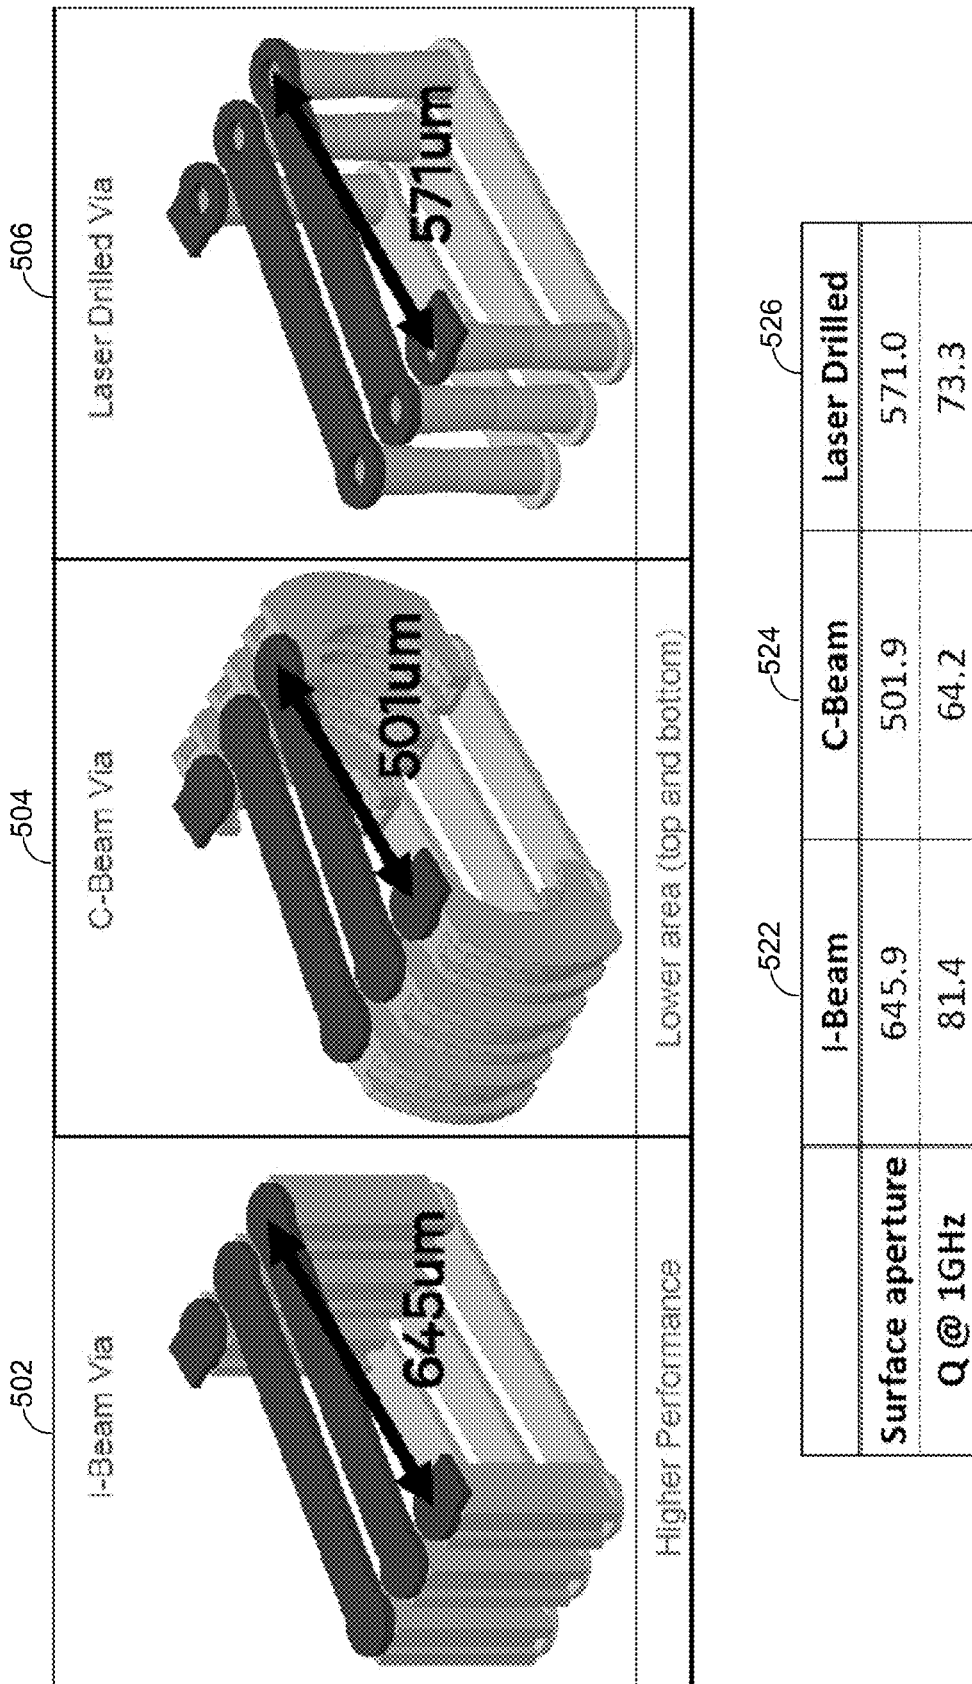 502
504
506
I-Beam Via
C-Beam Via
Laser Drilled Via
645um
501um
571um
Higher Performance
Lower area (top and bottom)
522
524
526
I-Beam C-Beam Laser Drilled
Surface aperture 645.9 501.9 571.0
Q @ 1GHz 81.4 64.2 73.3